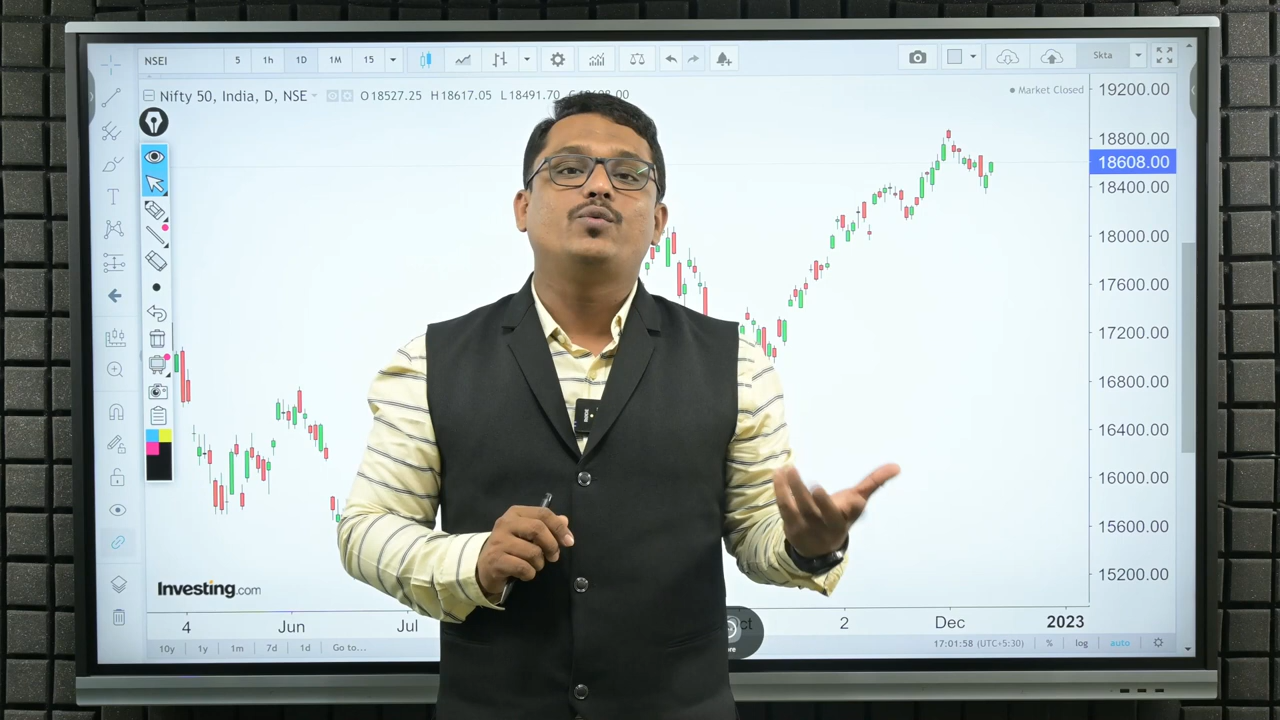 NSEI 5 1h 1D 1M 15 Skta
Nifty 50, India, D, NSE O18527.25 H18617.05 L18491.70 Market Closed
19200.00
18800.00
18608.00
18400.00
18000.00
17600.00
17200.00
16800.00
16400.00
16000.00
15600.00
15200.00
T
Investing.com
4 Jun Jul 2 Dec 2023
10y 1y 1m 7d 1d Go to... 17:01:58 (UTC+5:30) % log auto